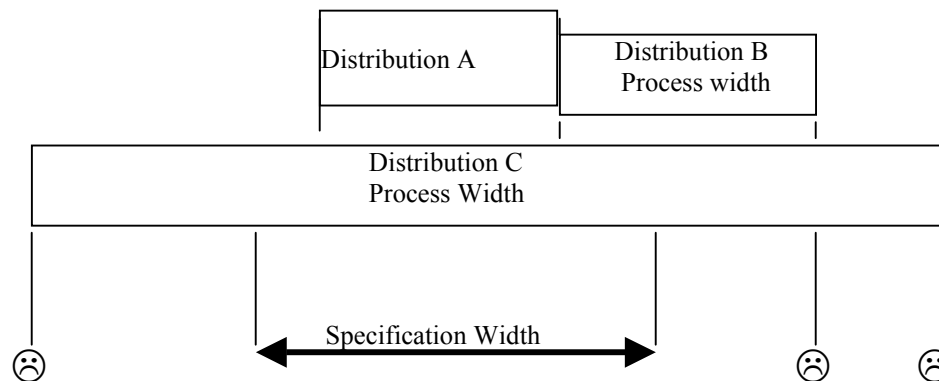 Distribution A
Distribution B
Process width
Distribution C
Process Width
Specification Width